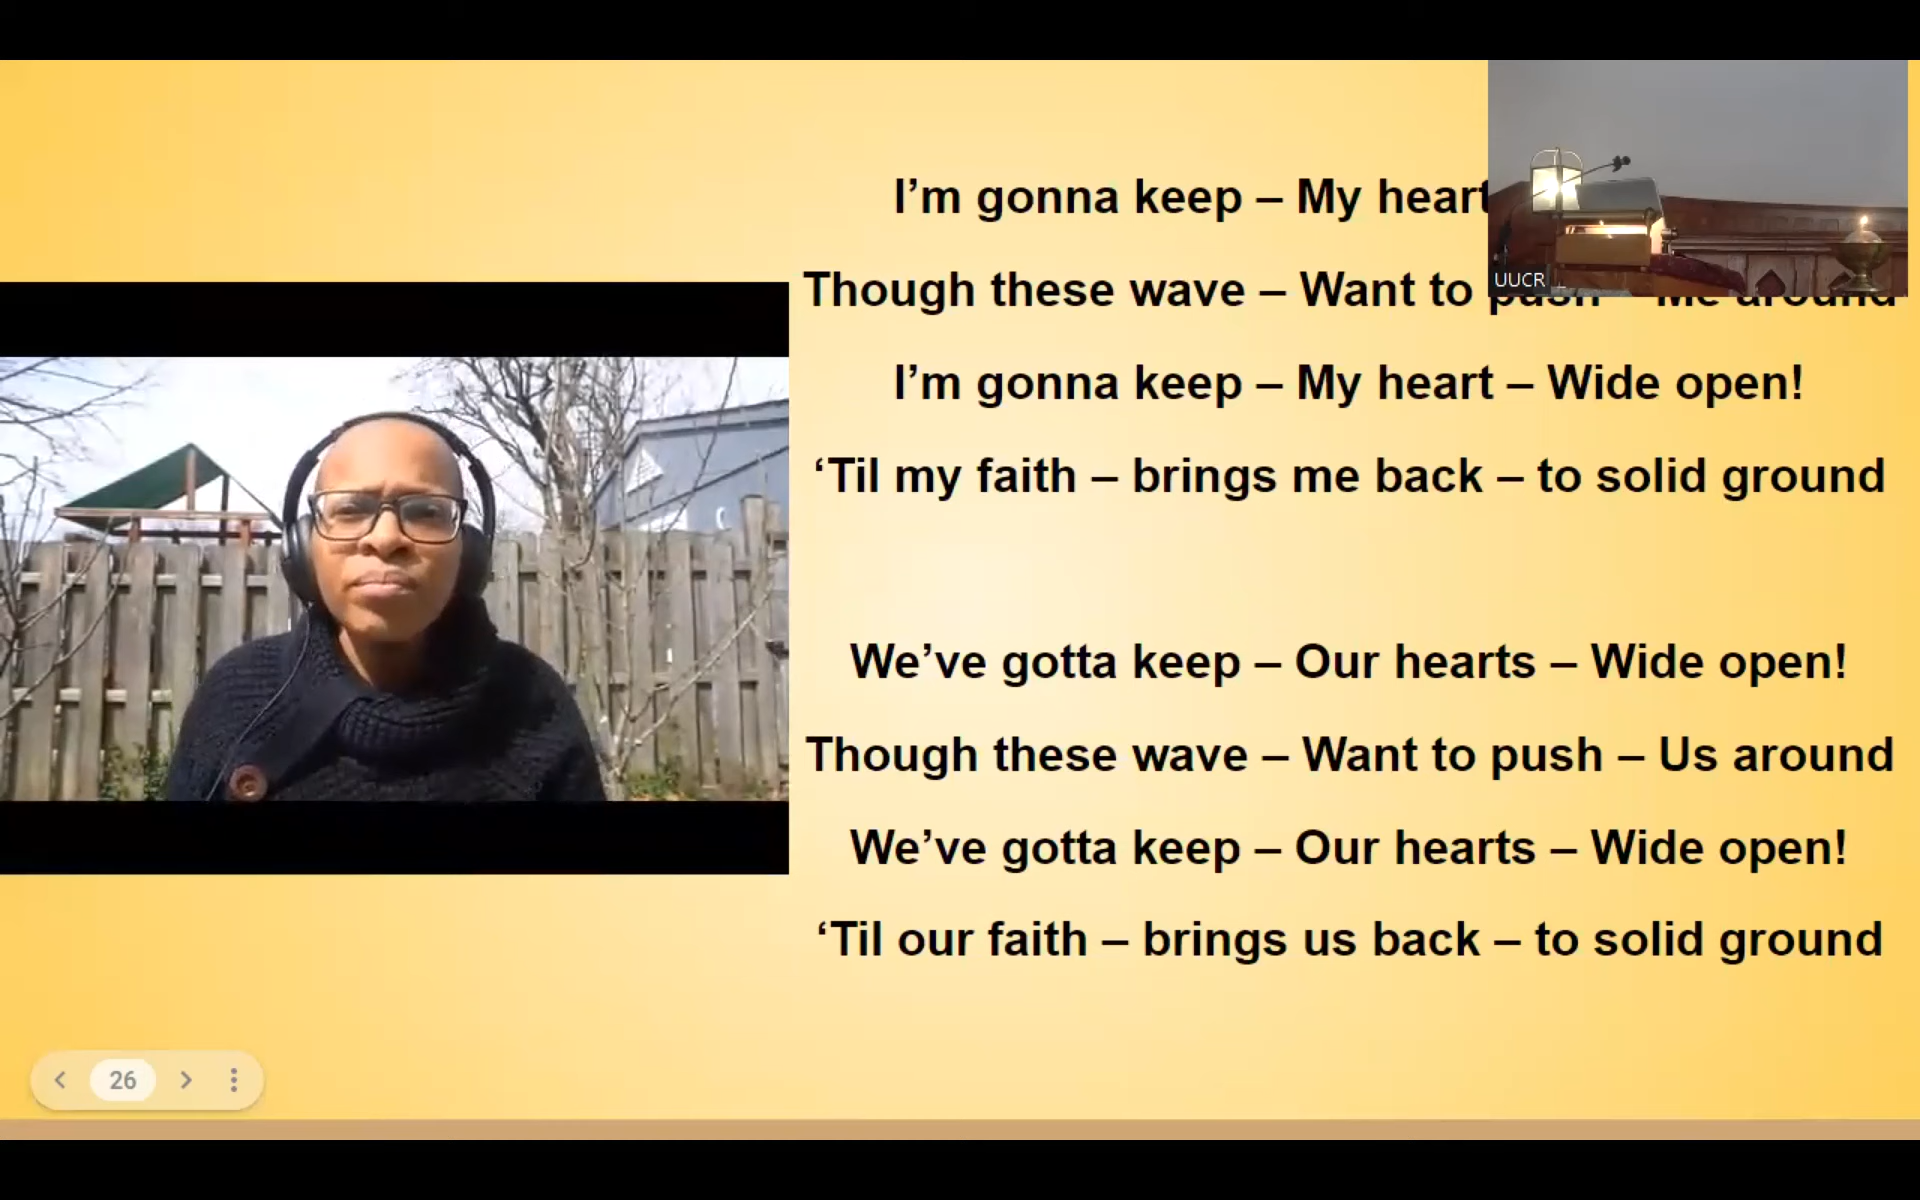 I’m gonna keep – My heart
UUCR
Though these wave – Want to push – Me around
I’m gonna keep – My heart – Wide open!
‘Til my faith – brings me back – to solid ground
We’ve gotta keep – Our hearts – Wide open!
Though these wave – Want to push – Us around
We’ve gotta keep – Our hearts – Wide open!
‘Til our faith – brings us back – to solid ground
26